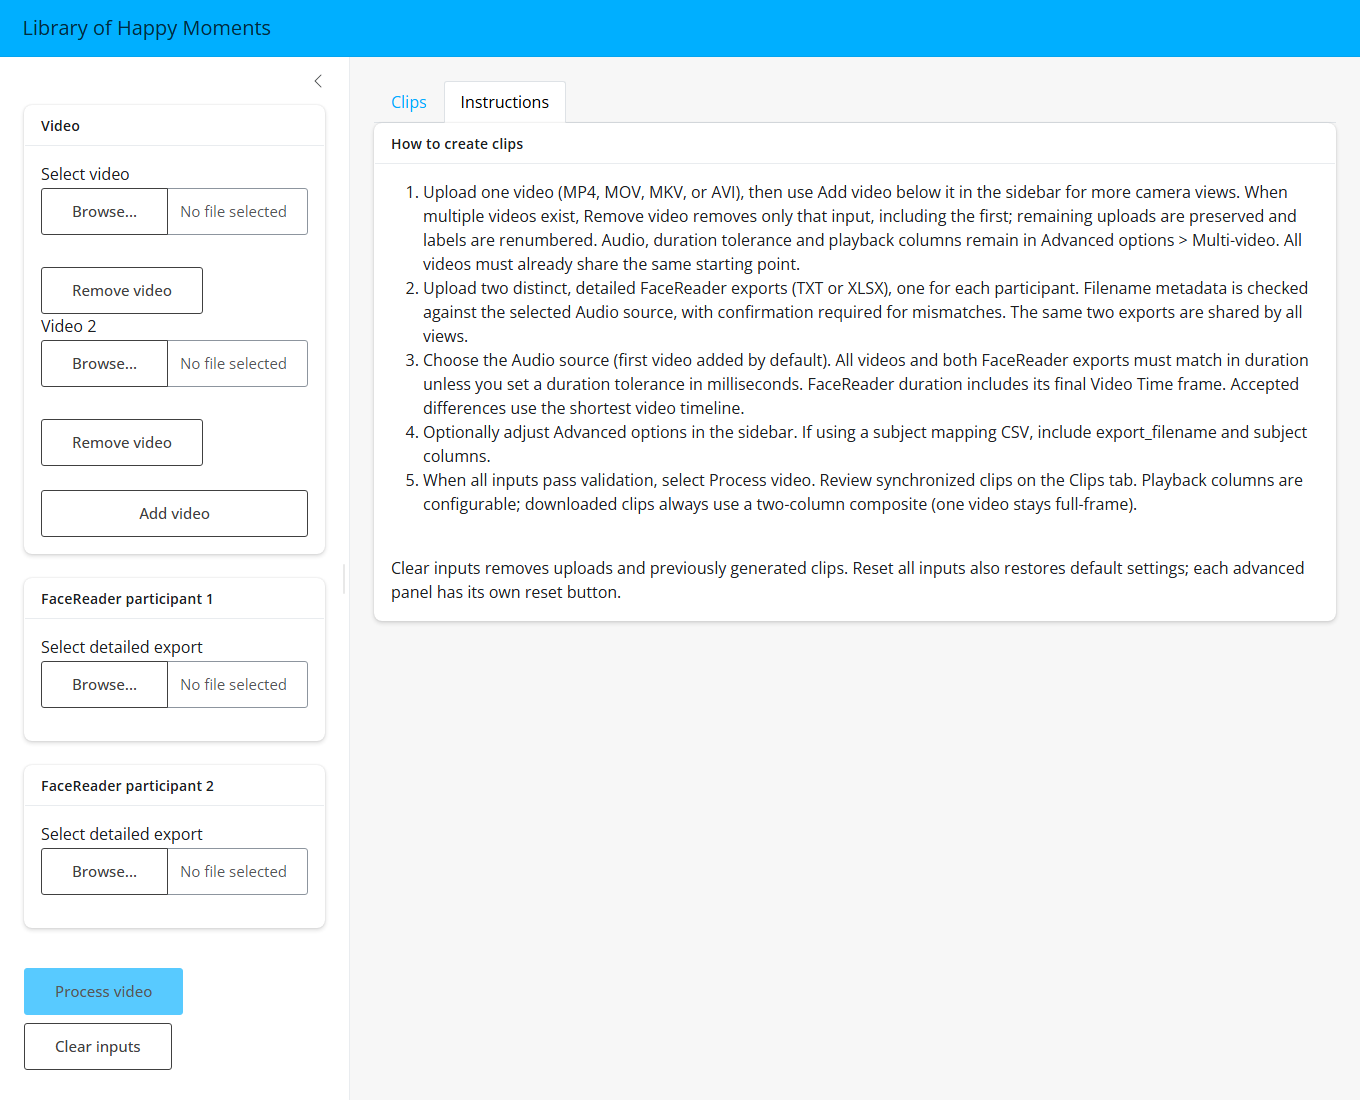 Library of Happy Moments
Video
Select video
Browse...
No file selected
Remove video
Video 2
Browse...
No file selected
Remove video
Add video
FaceReader participant 1
Select detailed export
Browse...
No file selected
FaceReader participant 2
Select detailed export
Browse...
No file selected
Process video
Clear inputs
Clips
Instructions
How to create clips
1. Upload one video (MP4, MOV, MKV, or AVI), then use Add video below it in the sidebar for more camera views. When
multiple videos exist, Remove video removes only that input, including the first; remaining uploads are preserved and
labels are renumbered. Audio, duration tolerance and playback columns remain in Advanced options > Multi-video. All
videos must already share the same starting point.
2. Upload two distinct, detailed FaceReader exports (TXT or XLSX), one for each participant. Filename metadata is checked
against the selected Audio source, with confirmation required for mismatches. The same two exports are shared by all
views.
3. Choose the Audio source (first video added by default). All videos and both FaceReader exports must match in duration
unless you set a duration tolerance in milliseconds. FaceReader duration includes its final Video Time frame. Accepted
differences use the shortest video timeline.
4. Optionally adjust Advanced options in the sidebar. If using a subject mapping CSV, include export_filename and subject
columns.
5. When all inputs pass validation, select Process video. Review synchronized clips on the Clips tab. Playback columns are
configurable; downloaded clips always use a two-column composite (one video stays full-frame).
Clear inputs removes uploads and previously generated clips. Reset all inputs also restores default settings; each advanced
panel has its own reset button.